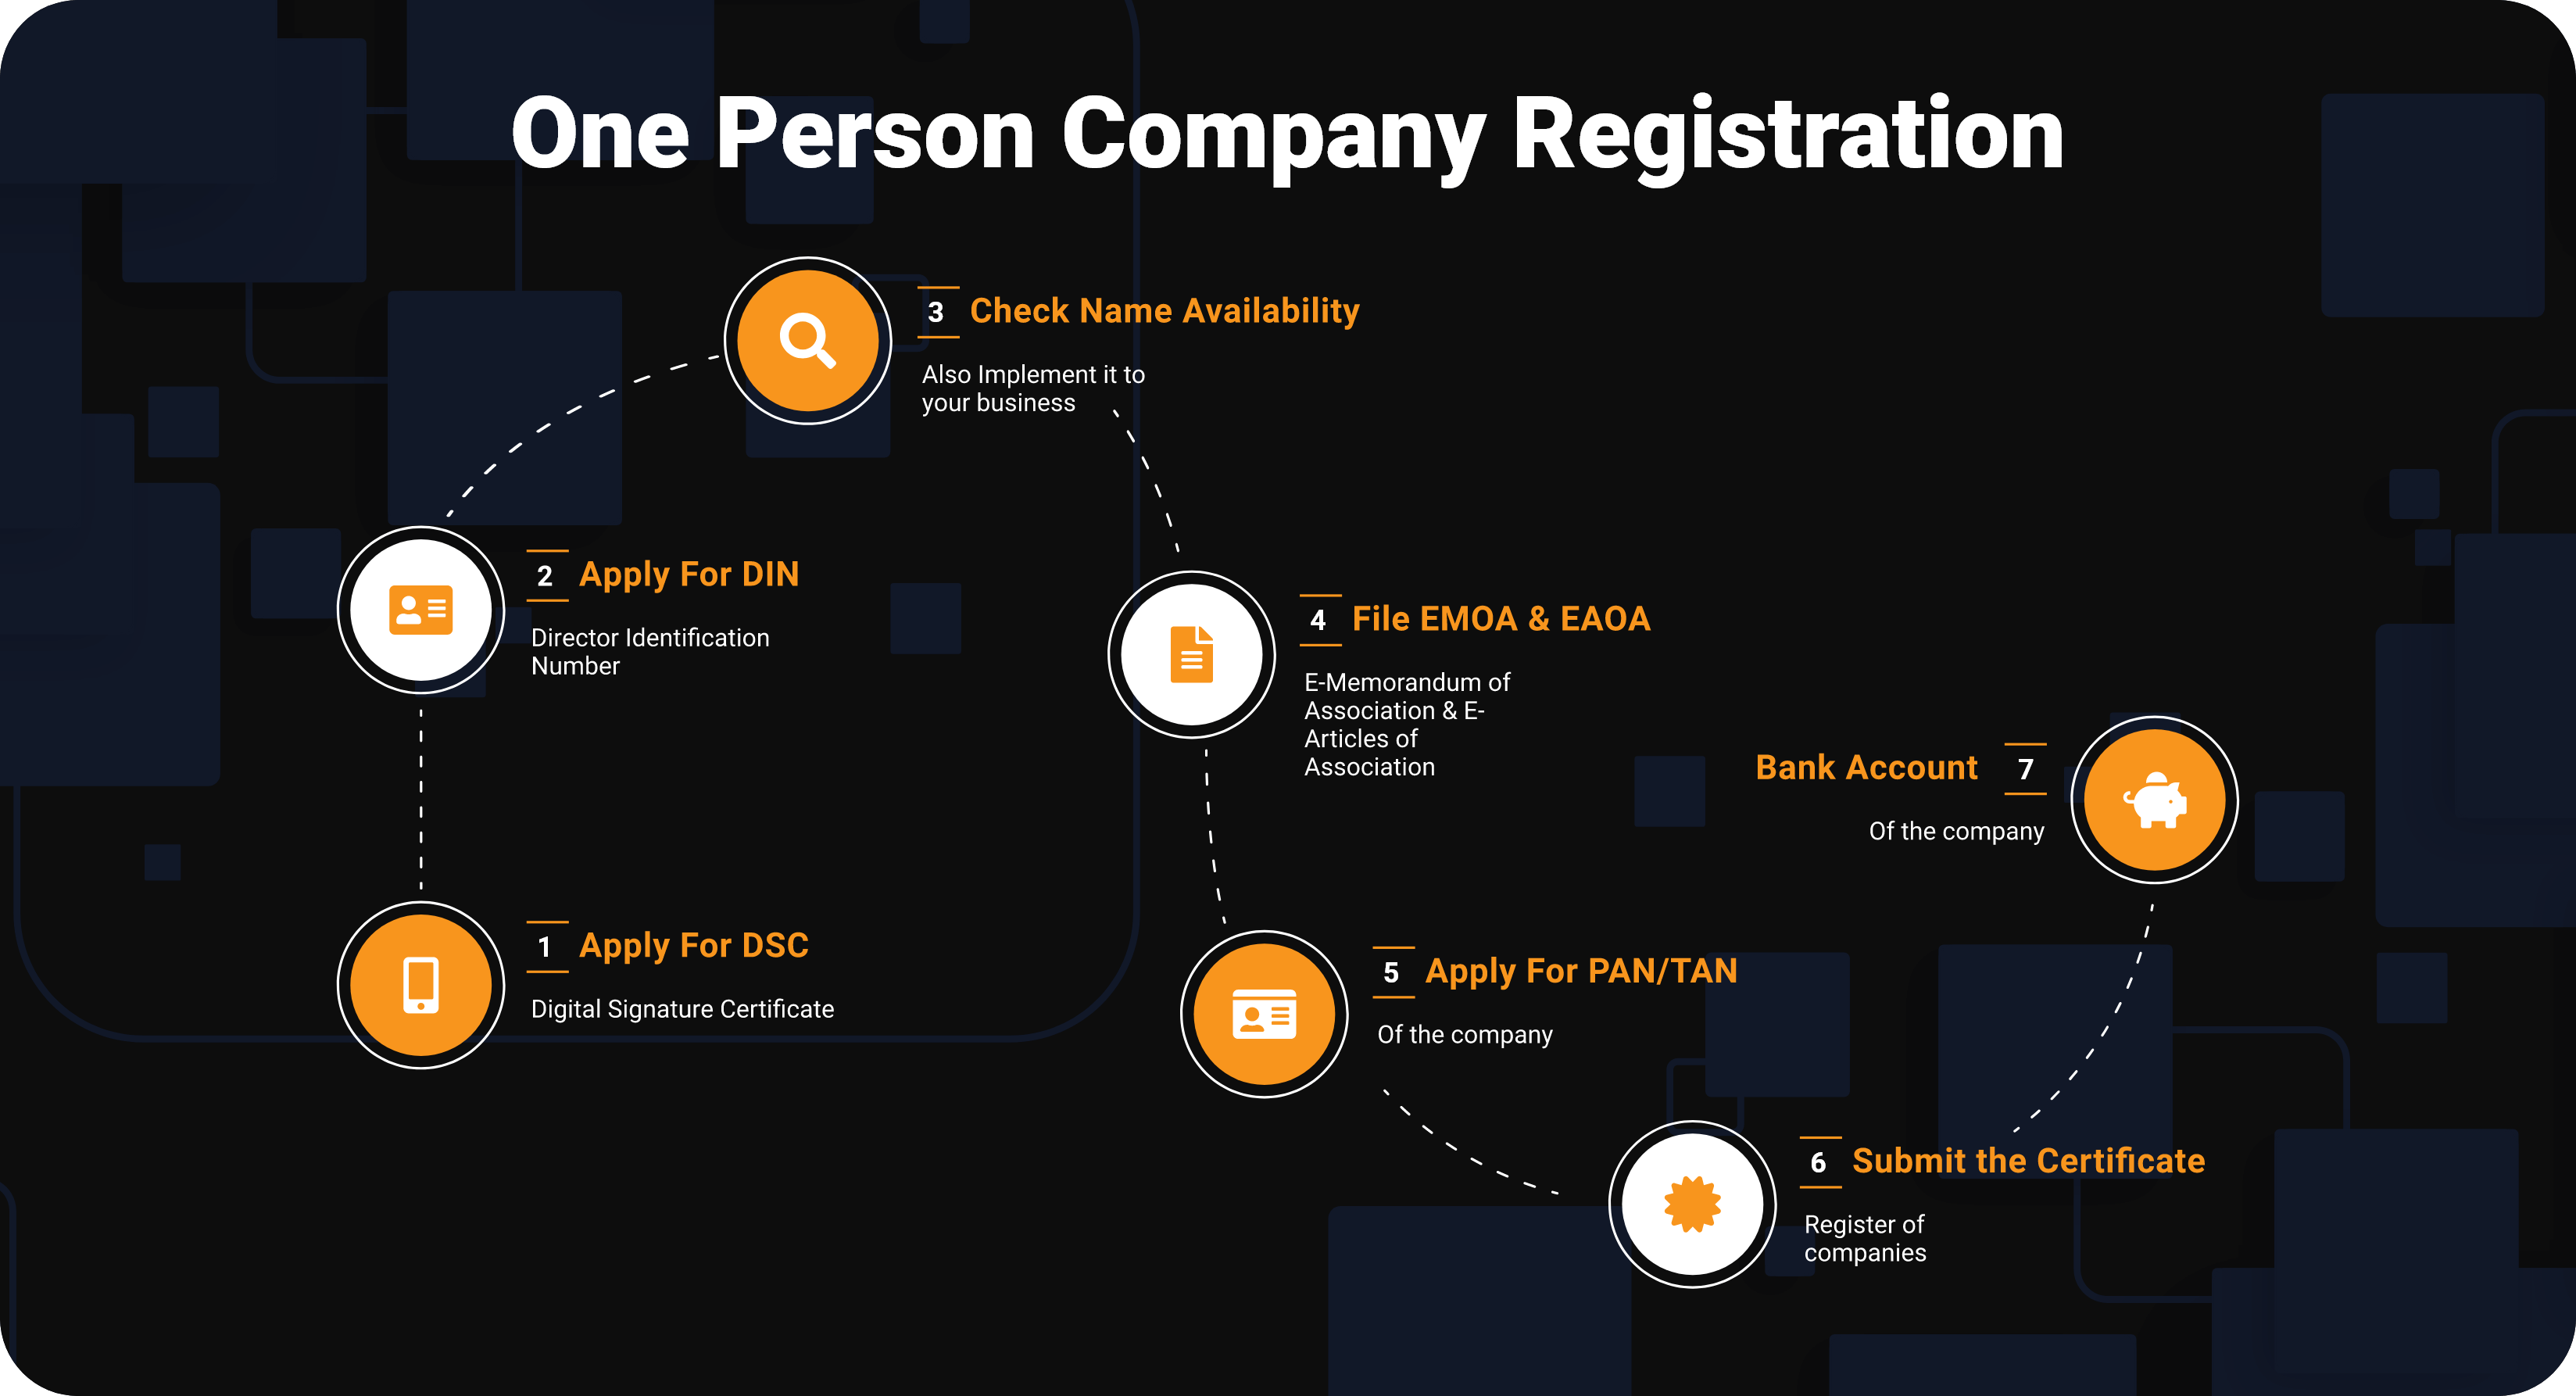 One Person Company Registration
3 Check Name Availability
Also Implement it to
your business
2 Apply For DIN
Director Identification
Number
1 Apply For DSC
Digital Signature Certificate
4 File EMOA & EAOA
E-Memorandum of
Association & E-
Articles of
Association
5 Apply For PAN/TAN
Of the company
6 Submit the Certificate
Register of
companies
Bank Account 7
Of the company